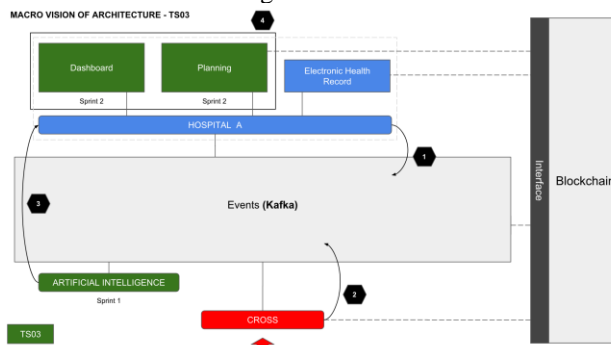 MACRO VISION OF ARCHITECTURE - TS03
4
Dashboard
Planning
Electronic Health
Record
Sprint 2
Sprint 2
HOSPITAL A
1
Interface
Blockchain
3
Events (Kafka)
ARTIFICIAL INTELLIGENCE
2
Sprint 1
CROSS
TS03